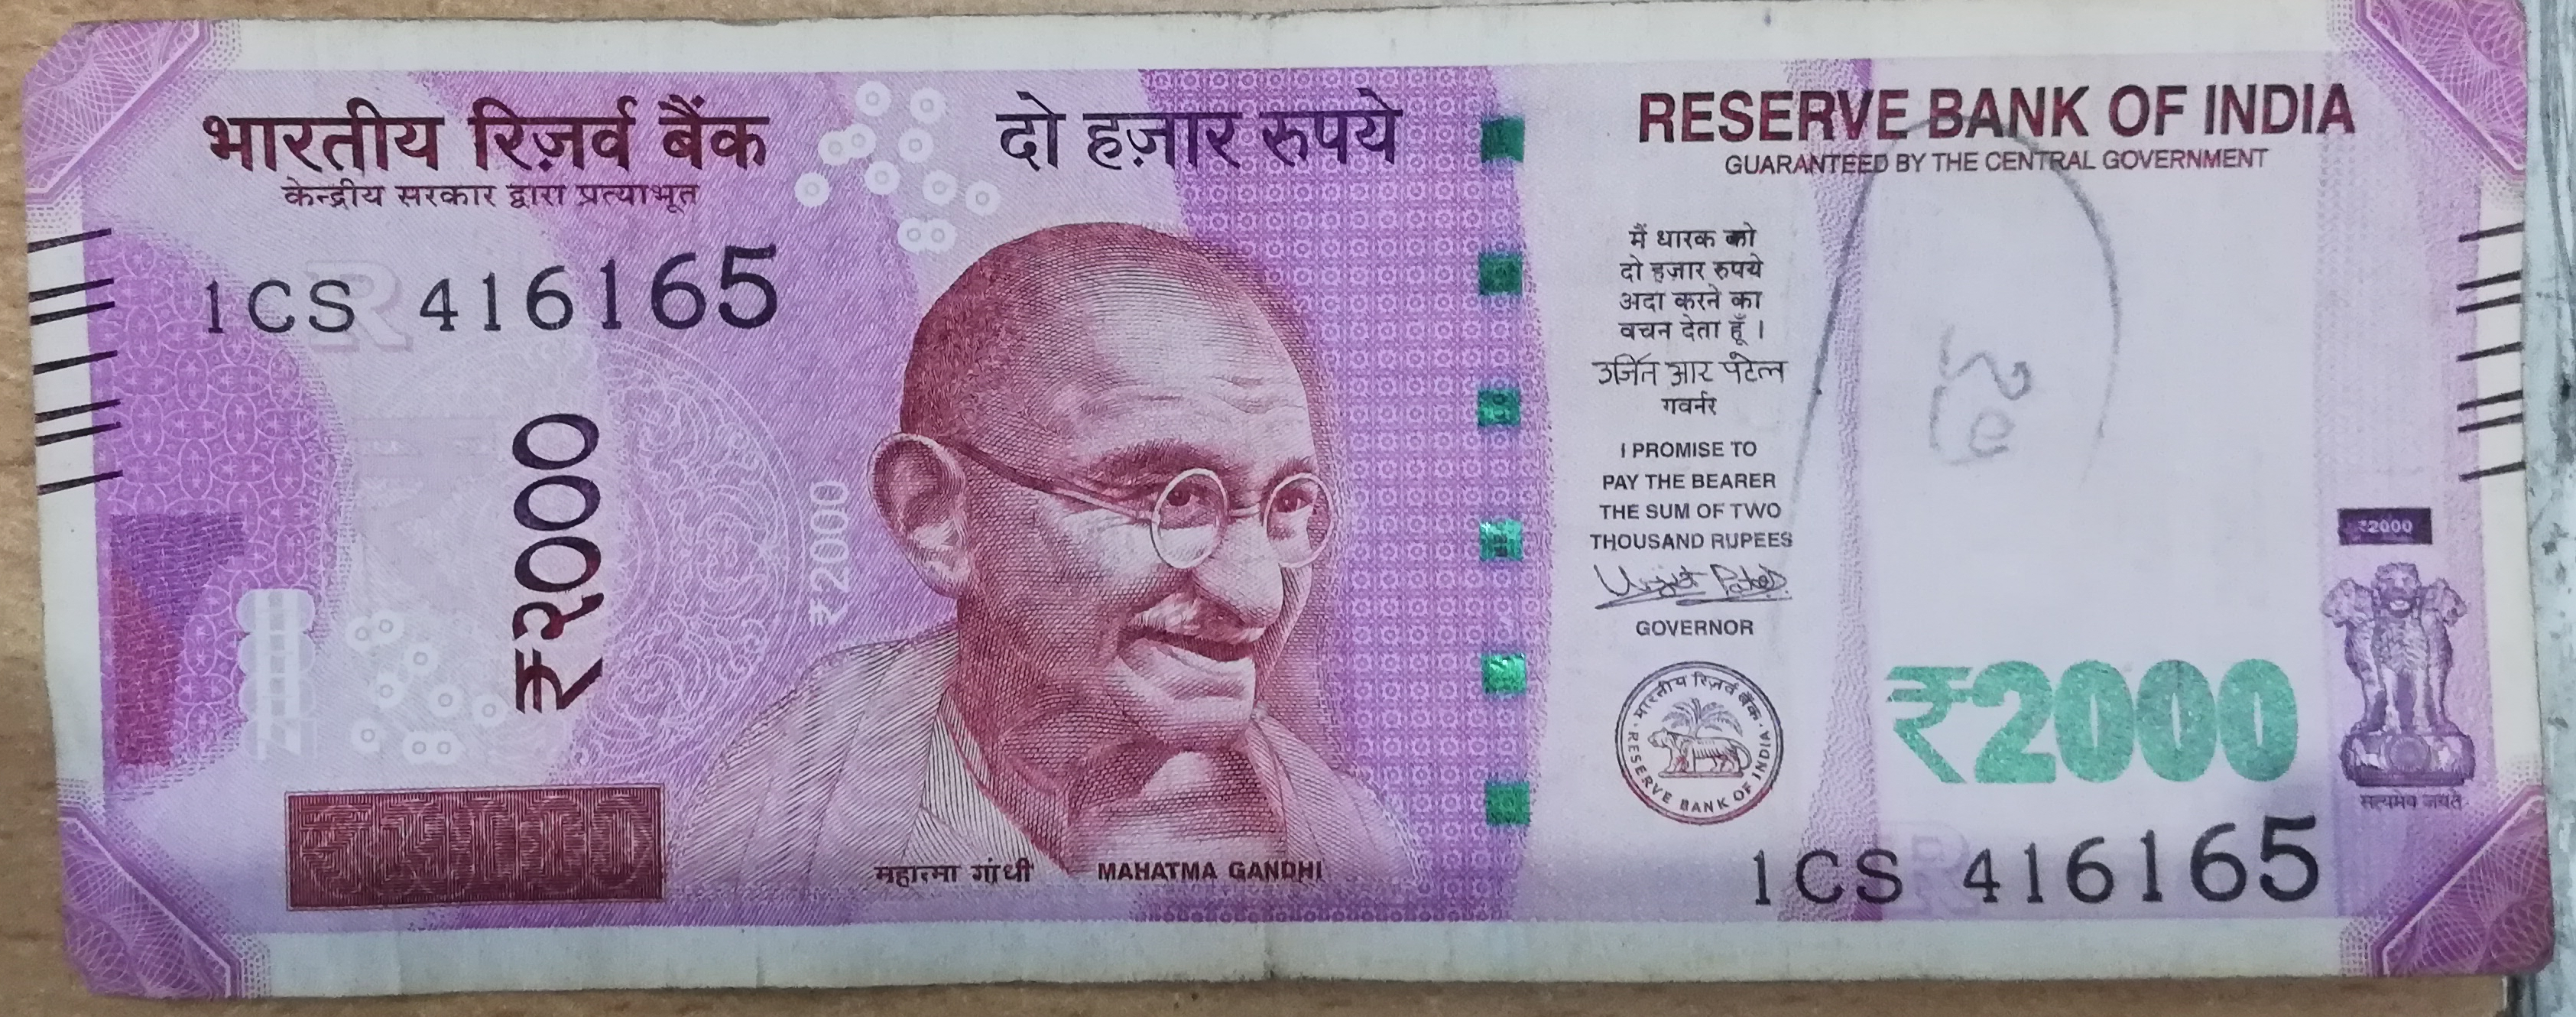 भारतीय रिज़र्व बैंक
केन्द्रीय सरकार द्वारा प्रत्याभूत
दो हज़ार रुपये
RESERVE BANK OF INDIA
GUARANTEED BY THE CENTRAL GOVERNMENT
1CS 416165
₹२०००
₹2000
मैं धारक को
दो हज़ार रुपये
अदा करने का
वचन देता हूँ ।
उर्जित आर पटेल
गवर्नर
I PROMISE TO
PAY THE BEARER
THE SUM OF TWO
THOUSAND RUPEES
Urjit Patel
GOVERNOR
भारतीय रिज़र्व बैंक
RESERVE BANK OF INDIA
₹2000
₹2000
सत्यमेव जयते
महात्मा गांधी MAHATMA GANDHI
1CS 416165